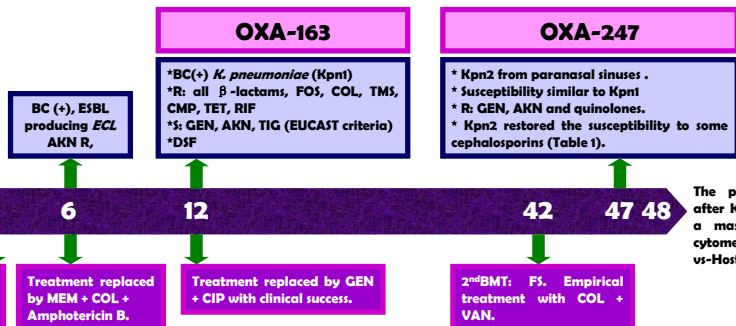 OXA-163
OXA-247
BC (+), ESBL
producing ECL
AKN R,
*BC(+) K. pneumoniae (Kpn1)
*R: all β-lactams, FOS, COL, TMS,
CMP, TET, RIF
*S: GEN, AKN, TIG (EUCAST criteria)
*DSF
* Kpn2 from paranasal sinuses .
* Susceptibility similar to Kpn1
* R: GEN, AKN and quinolones.
* Kpn2 restored the susceptibility to some
cephalosporins (Table 1).
6
12
42
47
48
The p
after K
a mas
cytome
vs-Host
Treatment replaced
by MEM + COL +
Amphotericin B.
Treatment replaced by GEN
+ CIP with clinical success.
2ndBMT: FS. Empirical
treatment with COL +
VAN.